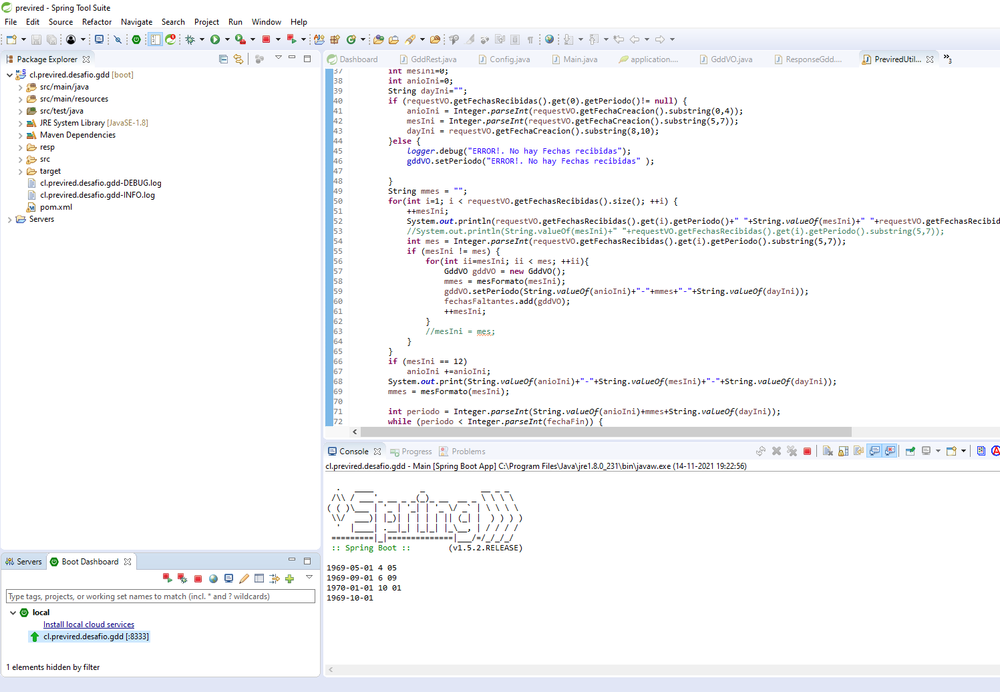 previred - Spring Tool Suite
File Edit Source Refactor Navigate Search Project Run Window Help
Package Explorer
cl.previred.desafio.gdd [boot]
src/main/java
src/main/resources
src/test/java
JRE System Library [JavaSE-1.8]
Maven Dependencies
resp
src
target
cl.previred.desafio.gdd-DEBUG.log
cl.previred.desafio.gdd-INFO.log
pom.xml
Servers
Dashboard GddRest.java Config.java Main.java application.... GddVO.java ResponseGdd.... PreviredUtil... »3
37 int mesIni=0;
38 int anioIni=0;
39 String dayIni="";
40 if (requestVO.getFechasRecibidas().get(0).getPeriodo()!= null) {
41 anioIni = Integer.parseInt(requestVO.getFechaCreacion().substring(0,4));
42 mesIni = Integer.parseInt(requestVO.getFechaCreacion().substring(5,7));
43 dayIni = requestVO.getFechaCreacion().substring(8,10);
44 }else {
45 logger.debug("ERROR!. No hay Fechas recibidas");
46 gddVO.setPeriodo("ERROR!. No hay Fechas recibidas" );
47
48 }
49 String mmes = "";
50 for(int i=1; i < requestVO.getFechasRecibidas().size(); ++i) {
51 ++mesIni;
52 System.out.println(requestVO.getFechasRecibidas().get(i).getPeriodo()+" "+String.valueOf(mesIni)+" "+requestVO.getFechasRecibid
53 //System.out.println(String.valueOf(mesIni)+" "+requestVO.getFechasRecibidas().get(i).getPeriodo().substring(5,7));
54 int mes = Integer.parseInt(requestVO.getFechasRecibidas().get(i).getPeriodo().substring(5,7));
55 if (mesIni != mes) {
56 for(int ii=mesIni; ii < mes; ++ii){
57 GddVO gddVO = new GddVO();
58 mmes = mesFormato(mesIni);
59 gddVO.setPeriodo(String.valueOf(anioIni)+"-"+mmes+"-"+String.valueOf(dayIni));
60 fechasFaltantes.add(gddVO);
61 ++mesIni;
62 }
63 //mesIni = mes;
64 }
65 }
66 if (mesIni == 12)
67 anioIni +=anioIni;
68 System.out.print(String.valueOf(anioIni)+"-"+String.valueOf(mesIni)+"-"+String.valueOf(dayIni));
69 mmes = mesFormato(mesIni);
70
71 int periodo = Integer.parseInt(String.valueOf(anioIni)+mmes+String.valueOf(dayIni));
72 while (periodo < Integer.parseInt(fechaFin)) {
Console Progress Problems
cl.previred.desafio.gdd - Main [Spring Boot App] C:\Program Files\Java\jre1.8.0_231\bin\javaw.exe (14-11-2021 19:22:56)
  .   ____          _            __ _ _
 /\\ / ___'_ __ _ _(_)_ __  __ _ \ \ \ \
( ( )\___ | '_ | '_| | '_ \/ _` | \ \ \ \
 \\/  ___)| |_)| | | | | || (_| |  ) ) ) )
  '  |____| .__|_| |_|_| |_\__, | / / / /
 =========|_|==============|___/=/_/_/_/
 :: Spring Boot ::        (v1.5.2.RELEASE)
1969-05-01 4 05
1969-09-01 6 09
1970-01-01 10 01
1969-10-01
Servers Boot Dashboard
Type tags, projects, or working set names to match (incl. * and ? wildcards)
local
Install local cloud services
cl.previred.desafio.gdd [:8333]
1 elements hidden by filter